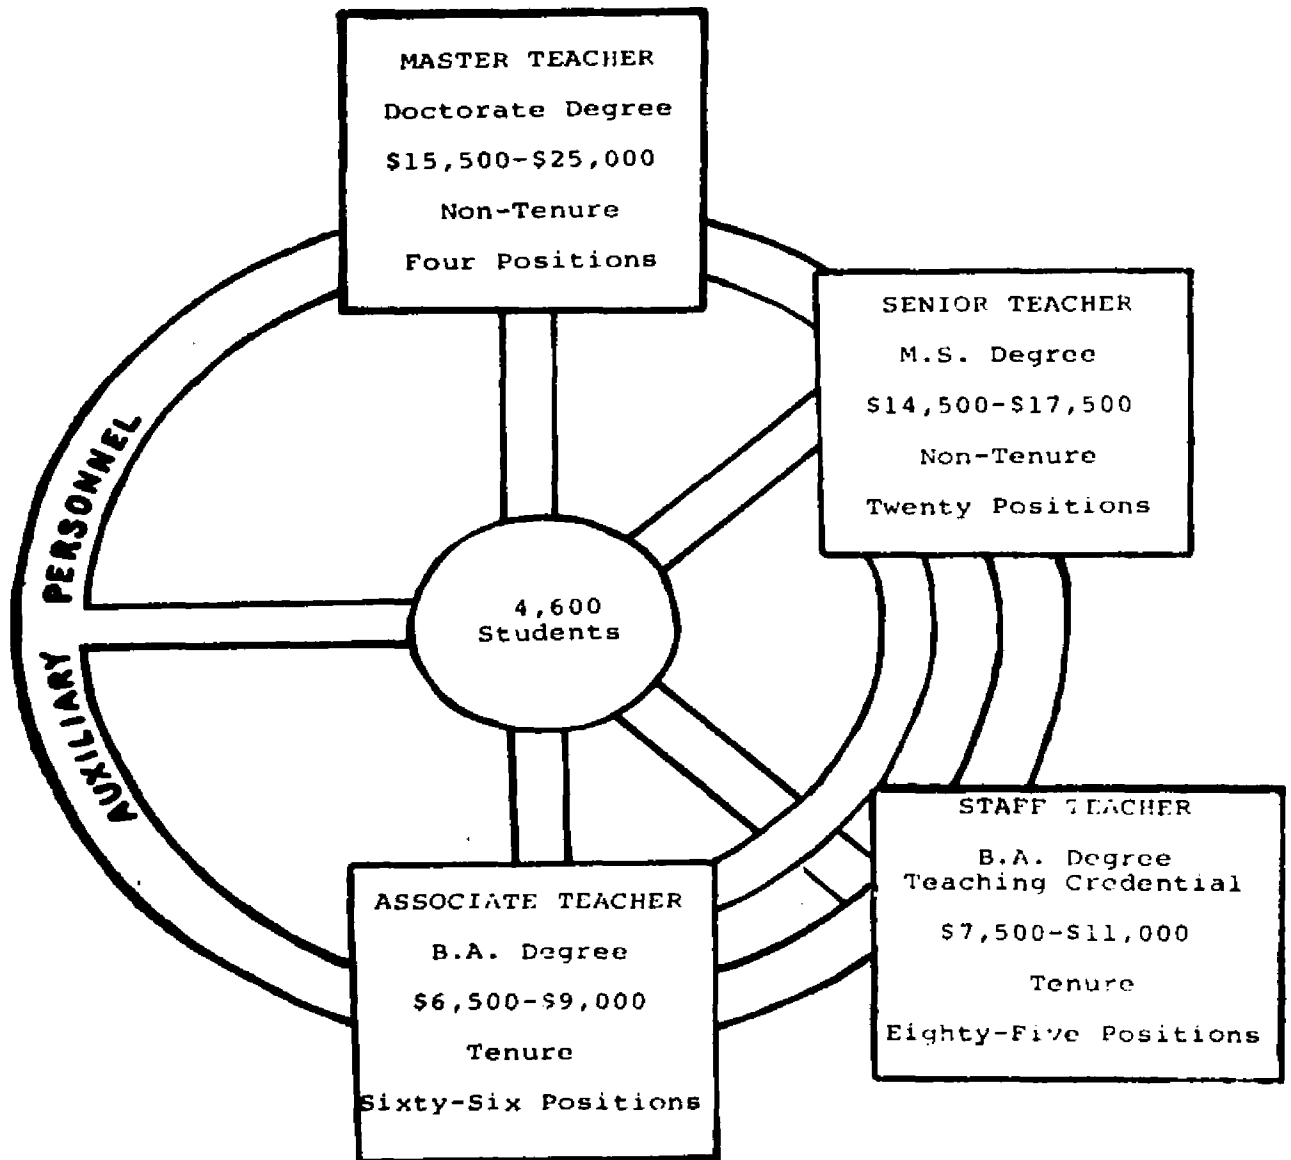 MASTER TEACHER
Doctorate Degree
$15,500-$25,000
Non-Tenure
Four Positions
SENIOR TEACHER
M.S. Degree
$14,500-$17,500
Non-Tenure
Twenty Positions
AUXILIARY PERSONNEL
4,600
Students
STAFF TEACHER
B.A. Degree
Teaching Credential
$7,500-$11,000
Tenure
Eighty-Five Positions
ASSOCIATE TEACHER
B.A. Degree
$6,500-$9,000
Tenure
Sixty-Six Positions